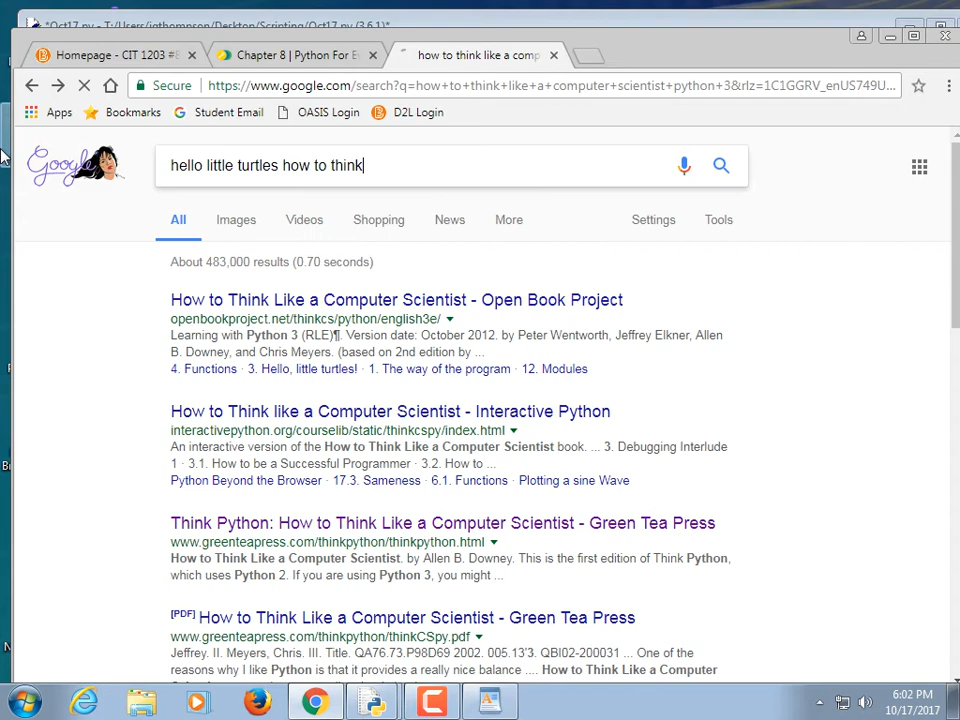 *Oct17.py - T:/Users/jgthompson/Desktop/Scripting/Oct17.py (3.6.1)*
Homepage - CIT 1203 #8
Chapter 8 | Python For E
how to think like a comp
Secure
https://www.google.com/search?q=how+to+think+like+a+computer+scientist+python+3&rlz=1C1GGRV_enUS749U...
Apps
Bookmarks
Student Email
OASIS Login
D2L Login
Google
hello little turtles how to think
All
Images
Videos
Shopping
News
More
Settings
Tools
About 483,000 results (0.70 seconds)
How to Think Like a Computer Scientist - Open Book Project
openbookproject.net/thinkcs/python/english3e/
Learning with Python 3 (RLE)¶. Version date: October 2012. by Peter Wentworth, Jeffrey Elkner, Allen
B. Downey, and Chris Meyers. (based on 2nd edition by ...
4. Functions · 3. Hello, little turtles! · 1. The way of the program · 12. Modules
How to Think like a Computer Scientist - Interactive Python
interactivepython.org/courselib/static/thinkcspy/index.html
An interactive version of the How to Think Like a Computer Scientist book. ... 3. Debugging Interlude
1 · 3.1. How to be a Successful Programmer · 3.2. How to ...
Python Beyond the Browser · 17.3. Sameness · 6.1. Functions · Plotting a sine Wave
Think Python: How to Think Like a Computer Scientist - Green Tea Press
www.greenteapress.com/thinkpython/thinkpython.html
How to Think Like a Computer Scientist. by Allen B. Downey. This is the first edition of Think Python,
which uses Python 2. If you are using Python 3, you might ...
[PDF] How to Think Like a Computer Scientist - Green Tea Press
www.greenteapress.com/thinkpython/thinkCSpy.pdf
Jeffrey. II. Meyers, Chris. III. Title. QA76.73.P98D69 2002. 005.13'3. QBI02-200031 ... One of the
reasons why I like Python is that it provides a really nice balance .... How to Think Like a Computer
6:02 PM
10/17/2017